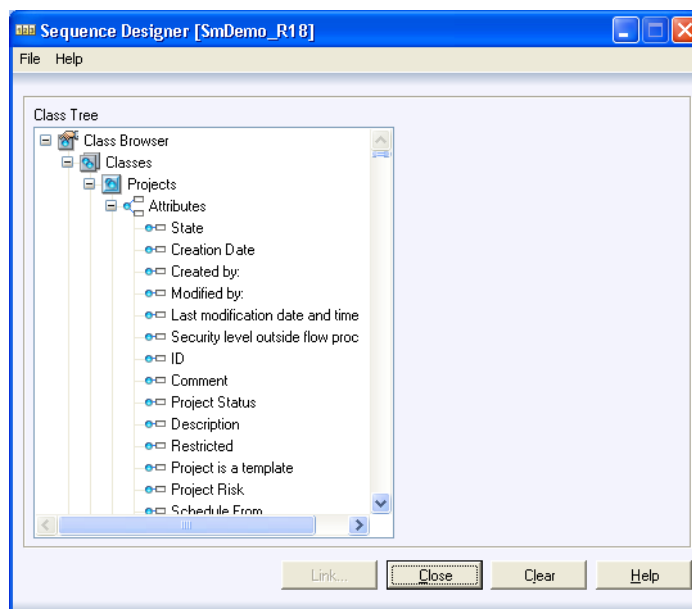 Sequence Designer [SmDemo_R18]
File Help
Class Tree
Class Browser
Classes
Projects
Attributes
State
Creation Date
Created by:
Modified by:
Last modification date and time
Security level outside flow proc
ID
Comment
Project Status
Description
Restricted
Project is a template
Project Risk
Schedule From
Link... Close Clear Help